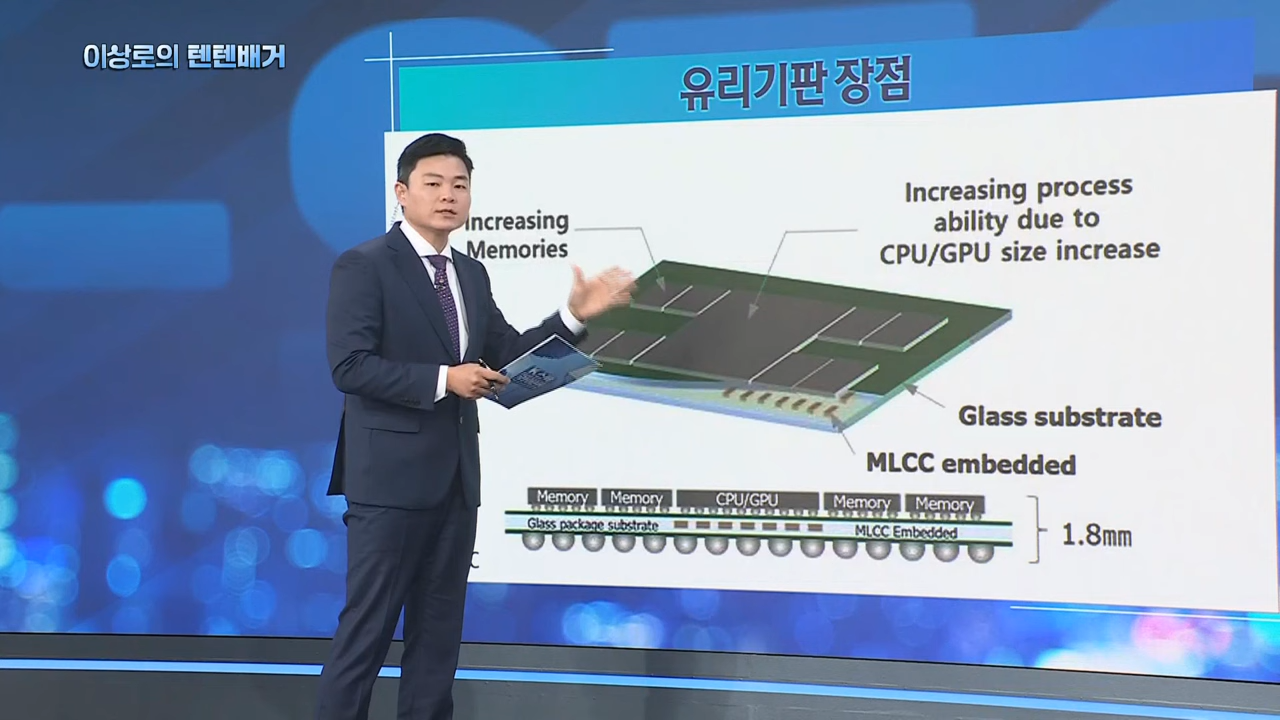 이상로의 텐텐배거
유리기판 장점
Increasing
Memories
Increasing process
ability due to
CPU/GPU size increase
Glass substrate
MLCC embedded
Memory Memory CPU/GPU Memory Memory
Glass package substrate MLCC Embedded
1.8mm
C